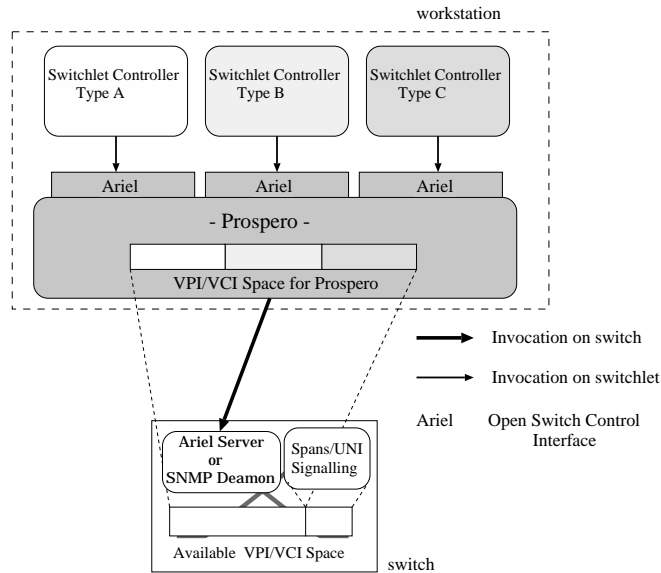 workstation
Switchlet Controller
Type A
Switchlet Controller
Type B
Switchlet Controller
Type C
Ariel
Ariel
Ariel
- Prospero -
VPI/VCI Space for Prospero
Invocation on switch
Invocation on switchlet
Ariel Open Switch Control
Interface
Ariel Server
or
SNMP Deamon
Spans/UNI
Signalling
Available VPI/VCI Space
switch